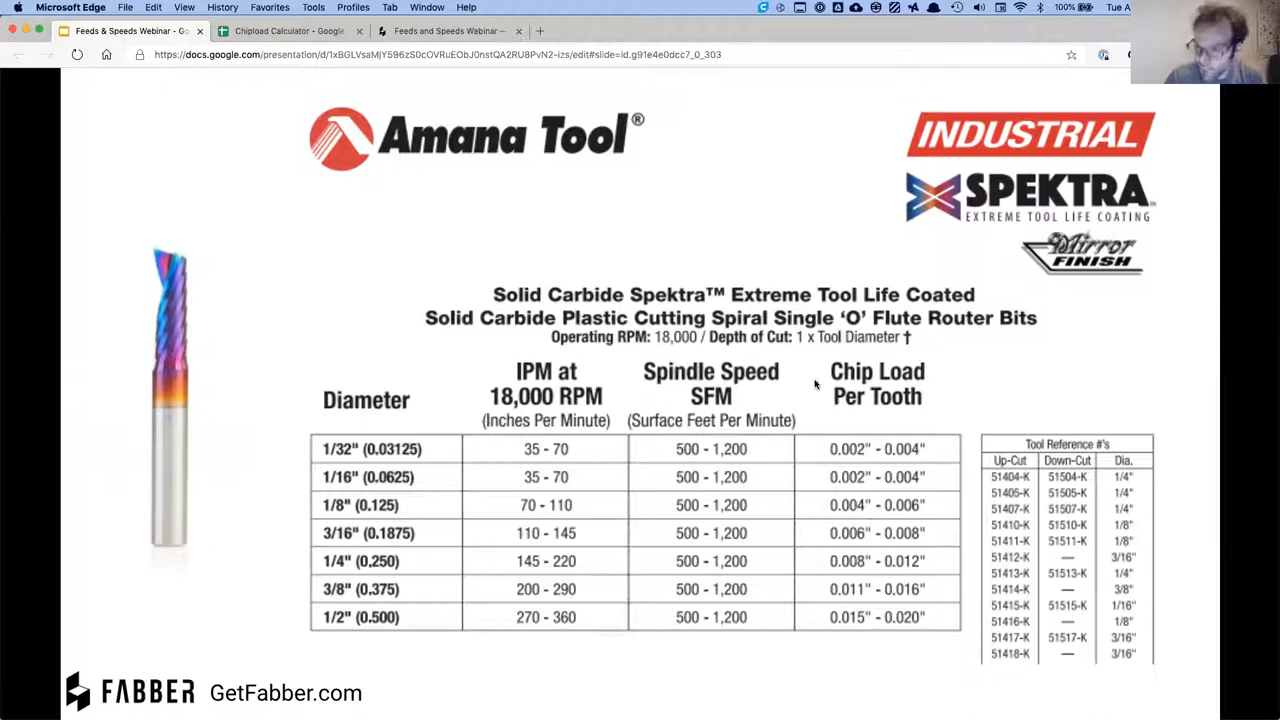 Microsoft Edge File Edit View History Favorites Tools Profiles Tab Window Help
100%
Tue A
Feeds & Speeds Webinar - Go
Chipload Calculator - Google
Feeds and Speeds Webinar —
https://docs.google.com/presentation/d/1xBGLVsaMjY596zS0cOVRuEObJ0nstQA2RU8PvN2-izs/edit#slide=id.g91e4e0dcc7_0_303
Amana Tool®
INDUSTRIAL
SPEKTRA™
EXTREME TOOL LIFE COATING
Mirror
FINISH
Solid Carbide Spektra™ Extreme Tool Life Coated
Solid Carbide Plastic Cutting Spiral Single ‘O’ Flute Router Bits
Operating RPM: 18,000 / Depth of Cut: 1 x Tool Diameter †
Diameter
IPM at
18,000 RPM
(Inches Per Minute)
Spindle Speed
SFM
(Surface Feet Per Minute)
Chip Load
Per Tooth
1/32" (0.03125) 35 - 70 500 - 1,200 0.002" - 0.004"
1/16" (0.0625) 35 - 70 500 - 1,200 0.002" - 0.004"
1/8" (0.125) 70 - 110 500 - 1,200 0.004" - 0.006"
3/16" (0.1875) 110 - 145 500 - 1,200 0.006" - 0.008"
1/4" (0.250) 145 - 220 500 - 1,200 0.008" - 0.012"
3/8" (0.375) 200 - 290 500 - 1,200 0.011" - 0.016"
1/2" (0.500) 270 - 360 500 - 1,200 0.015" - 0.020"
Tool Reference #'s
Up-Cut Down-Cut Dia.
51404-K 51504-K 1/4"
51405-K 51505-K 1/4"
51407-K 51507-K 1/4"
51410-K 51510-K 1/8"
51411-K 51511-K 1/8"
51412-K — 3/16"
51413-K 51513-K 1/4"
51414-K — 3/8"
51415-K 51515-K 1/16"
51416-K — 1/8"
51417-K 51517-K 3/16"
51418-K — 3/16"
FABBER GetFabber.com